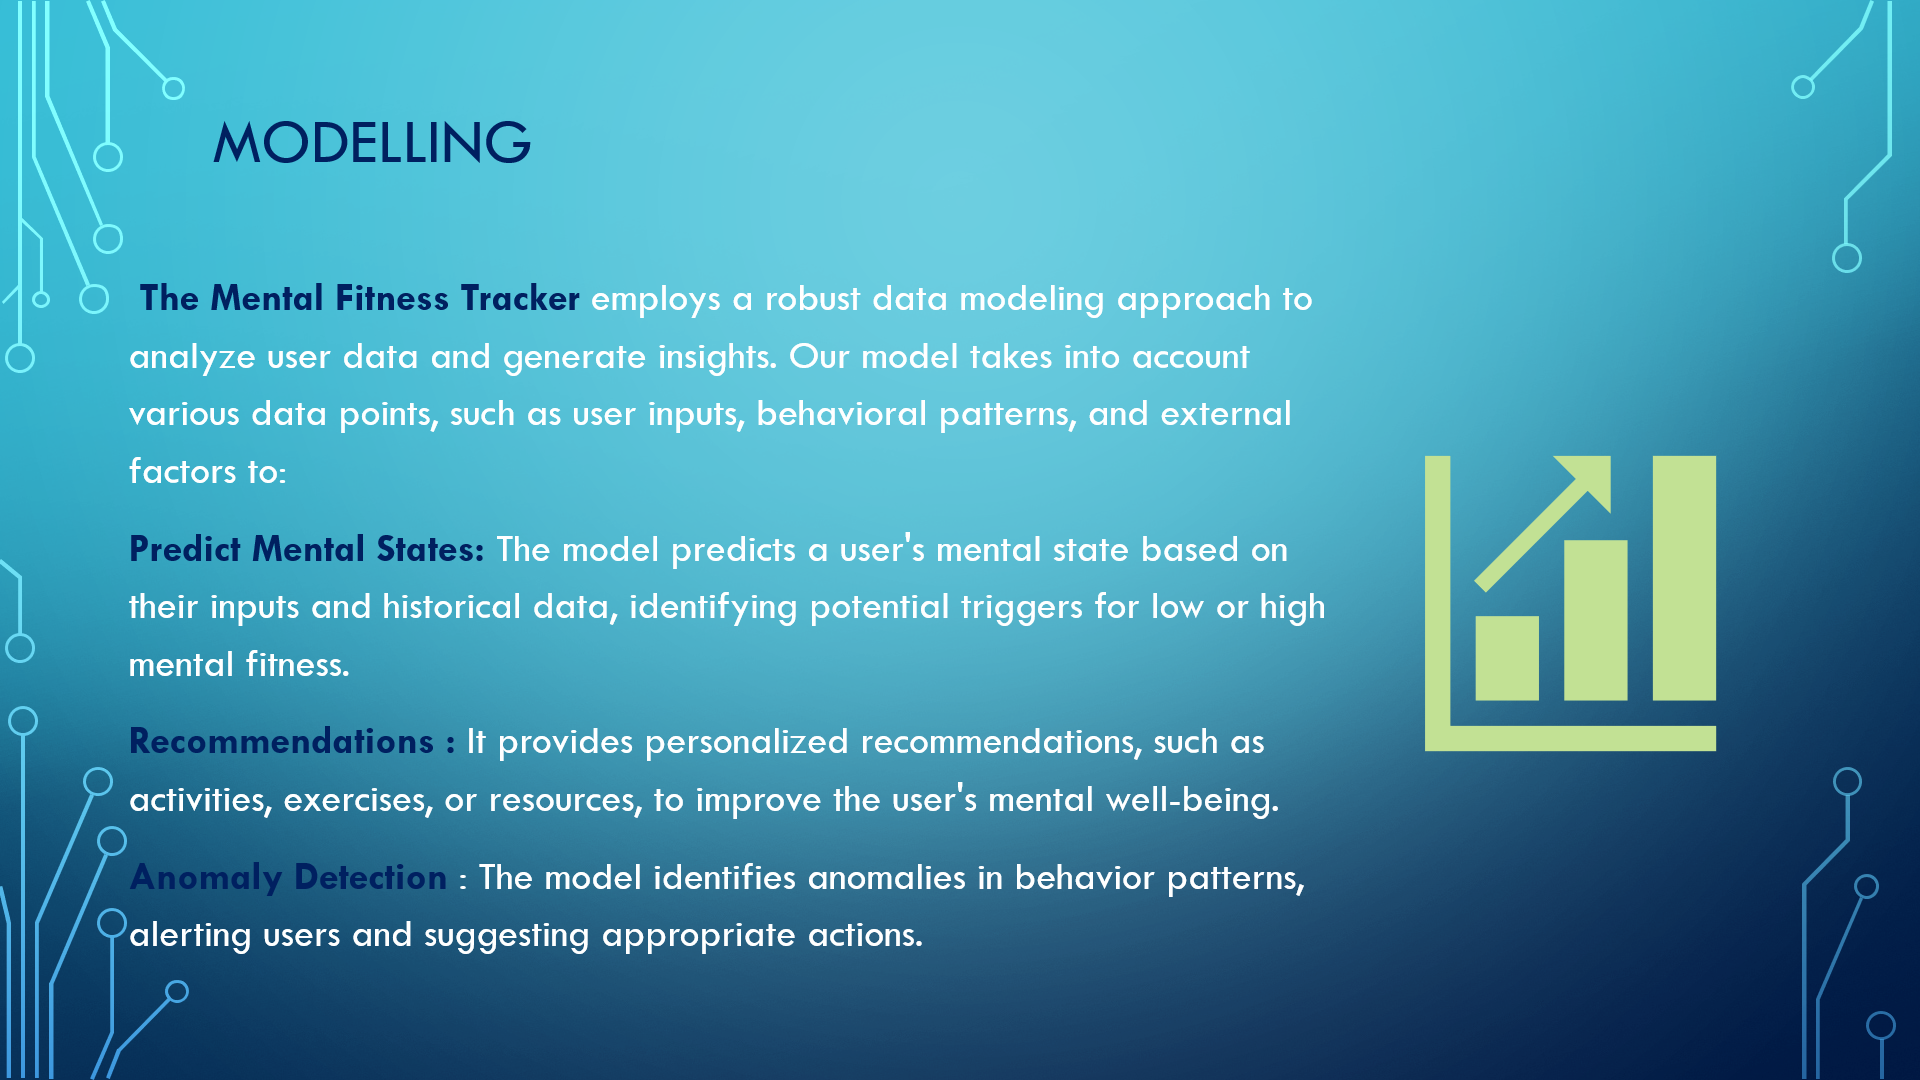 MODELLING
The Mental Fitness Tracker employs a robust data modeling approach to
analyze user data and generate insights. Our model takes into account
various data points, such as user inputs, behavioral patterns, and external
factors to:
Predict Mental States: The model predicts a user's mental state based on
their inputs and historical data, identifying potential triggers for low or high
mental fitness.
Recommendations : It provides personalized recommendations, such as
activities, exercises, or resources, to improve the user's mental well-being.
Anomaly Detection : The model identifies anomalies in behavior patterns,
alerting users and suggesting appropriate actions.